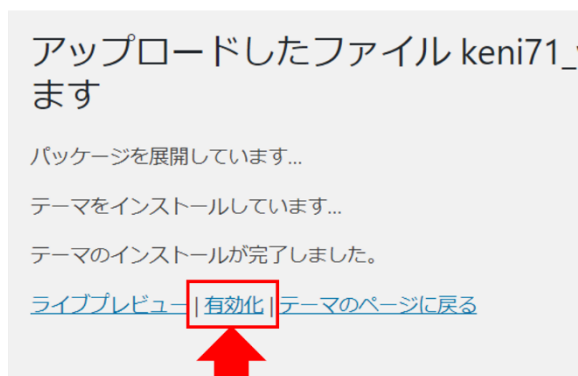 アップロードしたファイル keni71_
ます
パッケージを展開しています...
テーマをインストールしています...
テーマのインストールが完了しました。
ライブプレビュー | 有効化 | テーマのページに戻る